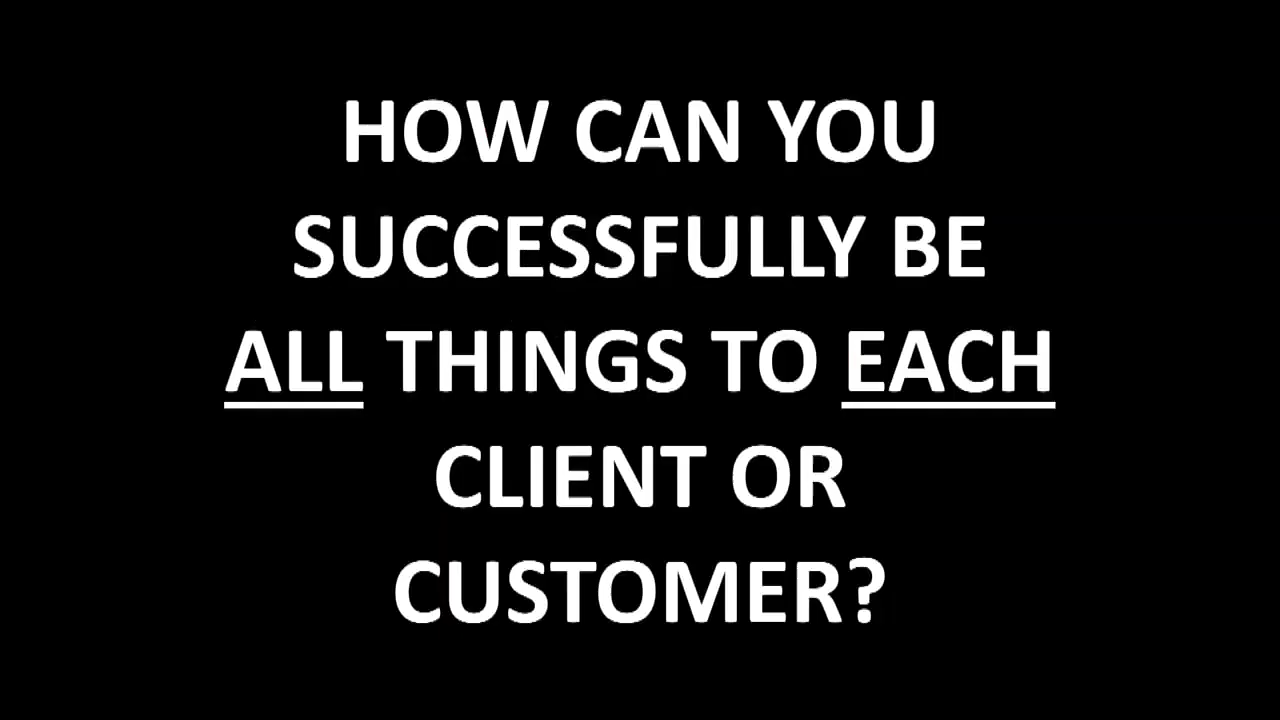 HOW CAN YOU
SUCCESSFULLY BE
ALL THINGS TO EACH
CLIENT OR
CUSTOMER?